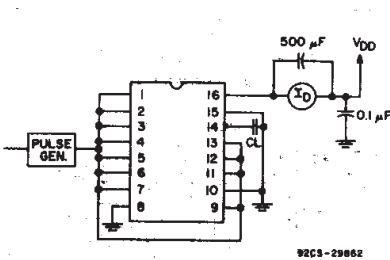 500 µF
VDD
1 16
ID
2 15
3 14
0.1 µF
PULSE
GEN.
4 13
CL
5 12
6 11
7 10
8 9
92CS-29862